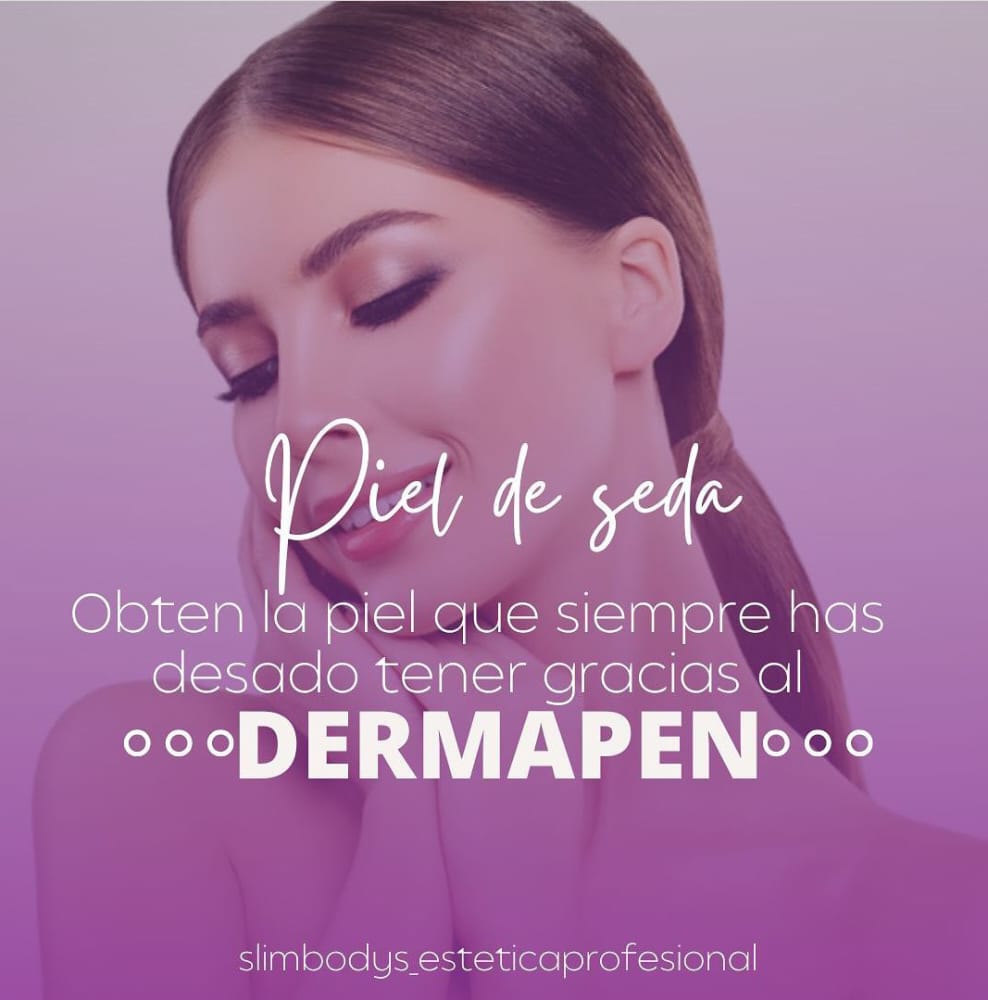 Piel de seda
Obten la piel que siempre has
desado tener gracias al
DERMAPEN
slimbodys_esteticaprofesional